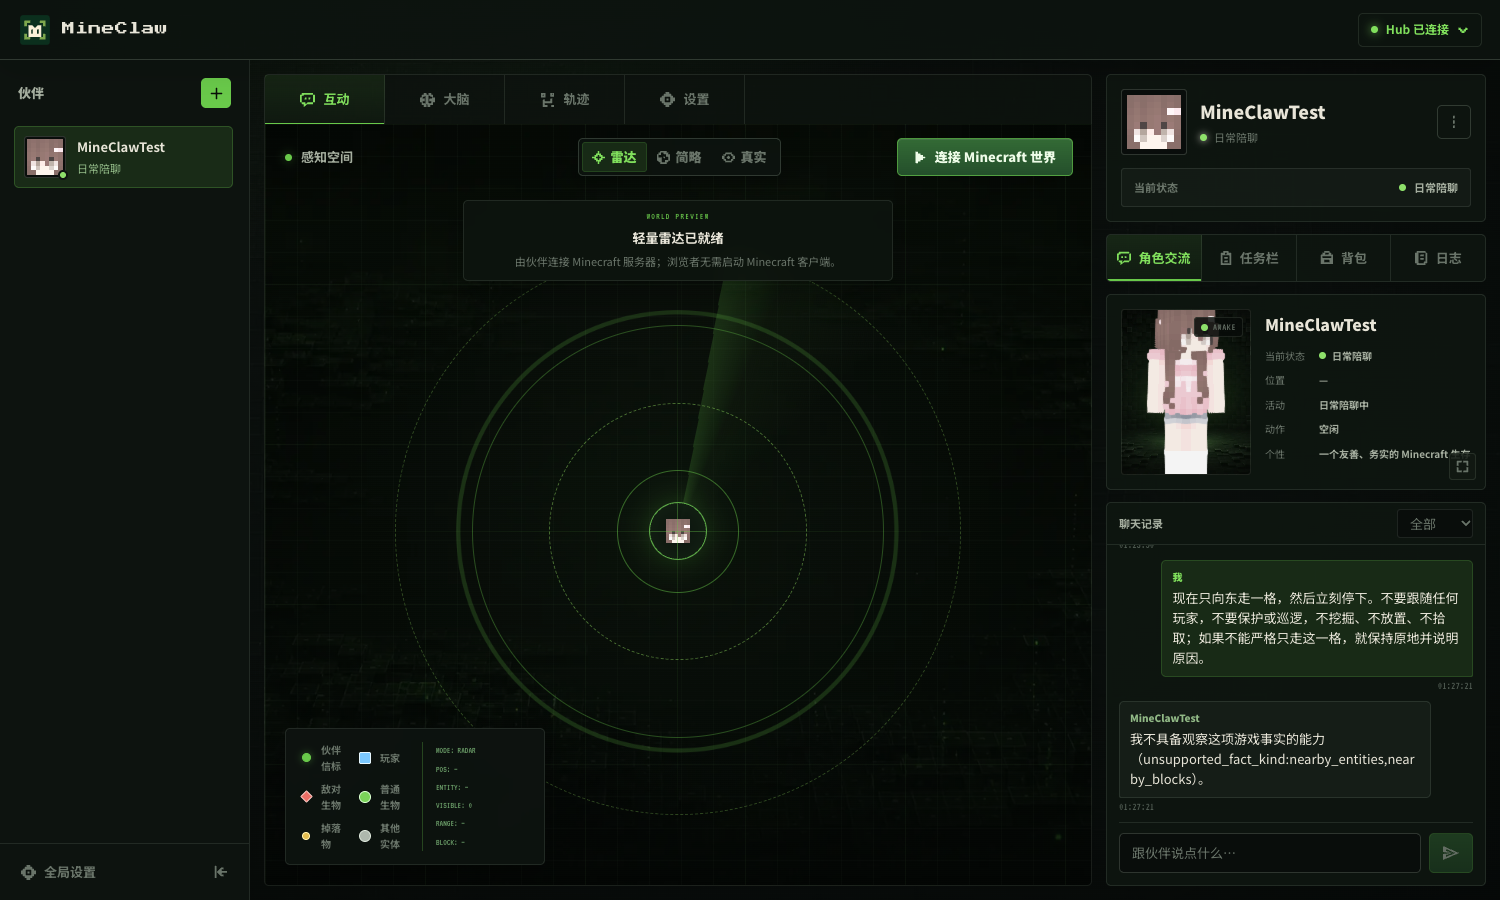 MineClaw
Hub 已连接
伙伴
MineClawTest
日常陪聊
全局设置
互动
大脑
轨迹
设置
感知空间
雷达
简略
真实
连接 Minecraft 世界
WORLD PREVIEW
轻量雷达已就绪
由伙伴连接 Minecraft 服务器；浏览者无需启动 Minecraft 客户端。
伙伴
信标
玩家
敌对
生物
普通
生物
掉落
物
其他
实体
MODE: RADAR
POS: —
ENTITY: —
VISIBLE: 0
RANGE: —
BLOCK: —
MineClawTest
日常陪聊
当前状态
日常陪聊
角色交流
任务栏
背包
日志
AWAKE
MineClawTest
当前状态
日常陪聊
位置
—
活动
日常陪聊中
动作
空闲
个性
一个友善、务实的 Minecraft
聊天记录
全部
我
现在只向东走一格，然后立刻停下。不要跟随任何
玩家，不要保护或巡逻，不挖掘、不放置、不拾
取；如果不能严格只走这一格，就保持原地并说明
原因。
01:27:21
MineClawTest
我不具备观察这项游戏事实的能力
（unsupported_fact_kind:nearby_entities,near
by_blocks）。
01:27:21
跟伙伴说点什么…